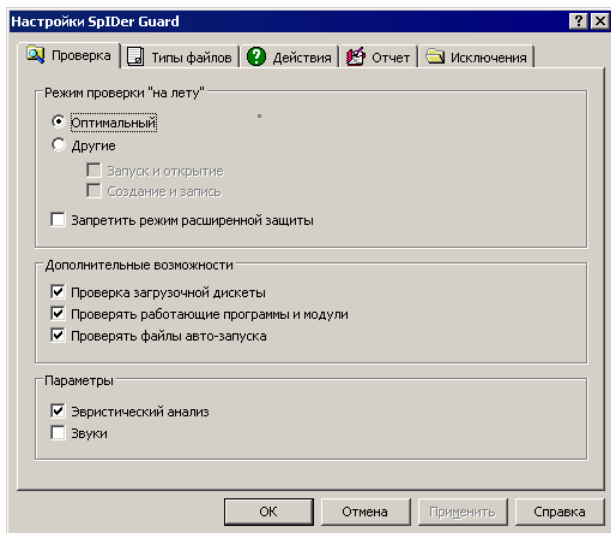 Настройки SpIDer Guard
Проверка Типы файлов Действия Отчет Исключения
Режим проверки "на лету"
Оптимальный
Другие
Запуск и открытие
Создание и запись
Запретить режим расширенной защиты
Дополнительные возможности
Проверка загрузочной дискеты
Проверять работающие программы и модули
Проверять файлы авто-запуска
Параметры
Эвристический анализ
Звуки
OK Отмена Применить Справка